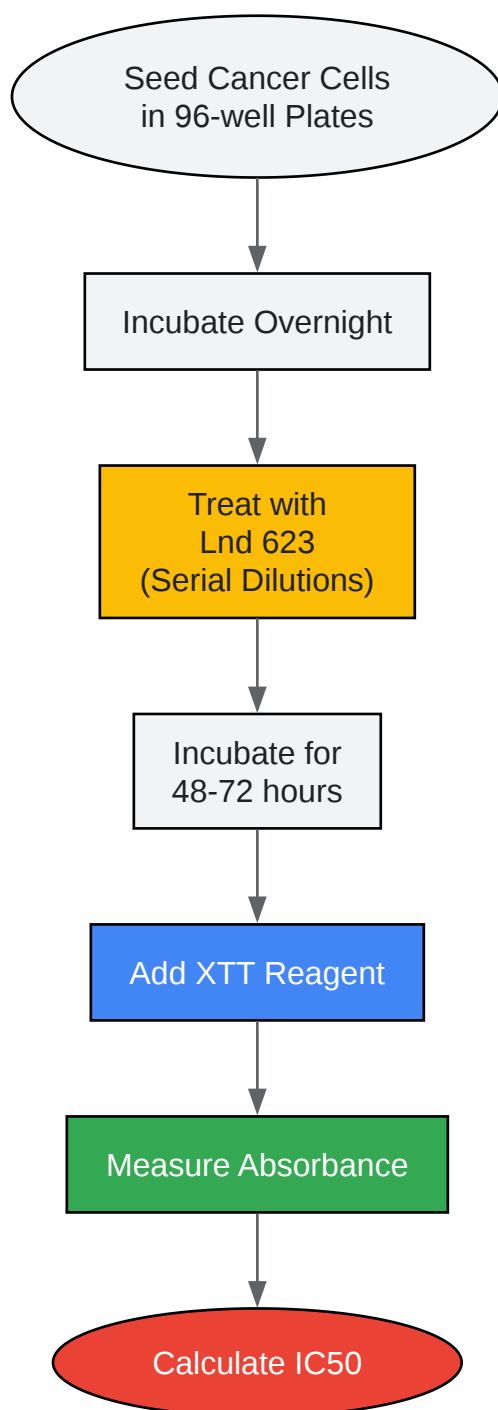 Seed Cancer Cells
in 96-well Plates
Incubate Overnight
Treat with
Lnd 623
(Serial Dilutions)
Incubate for
48-72 hours
Add XTT Reagent
Measure Absorbance
Calculate IC50